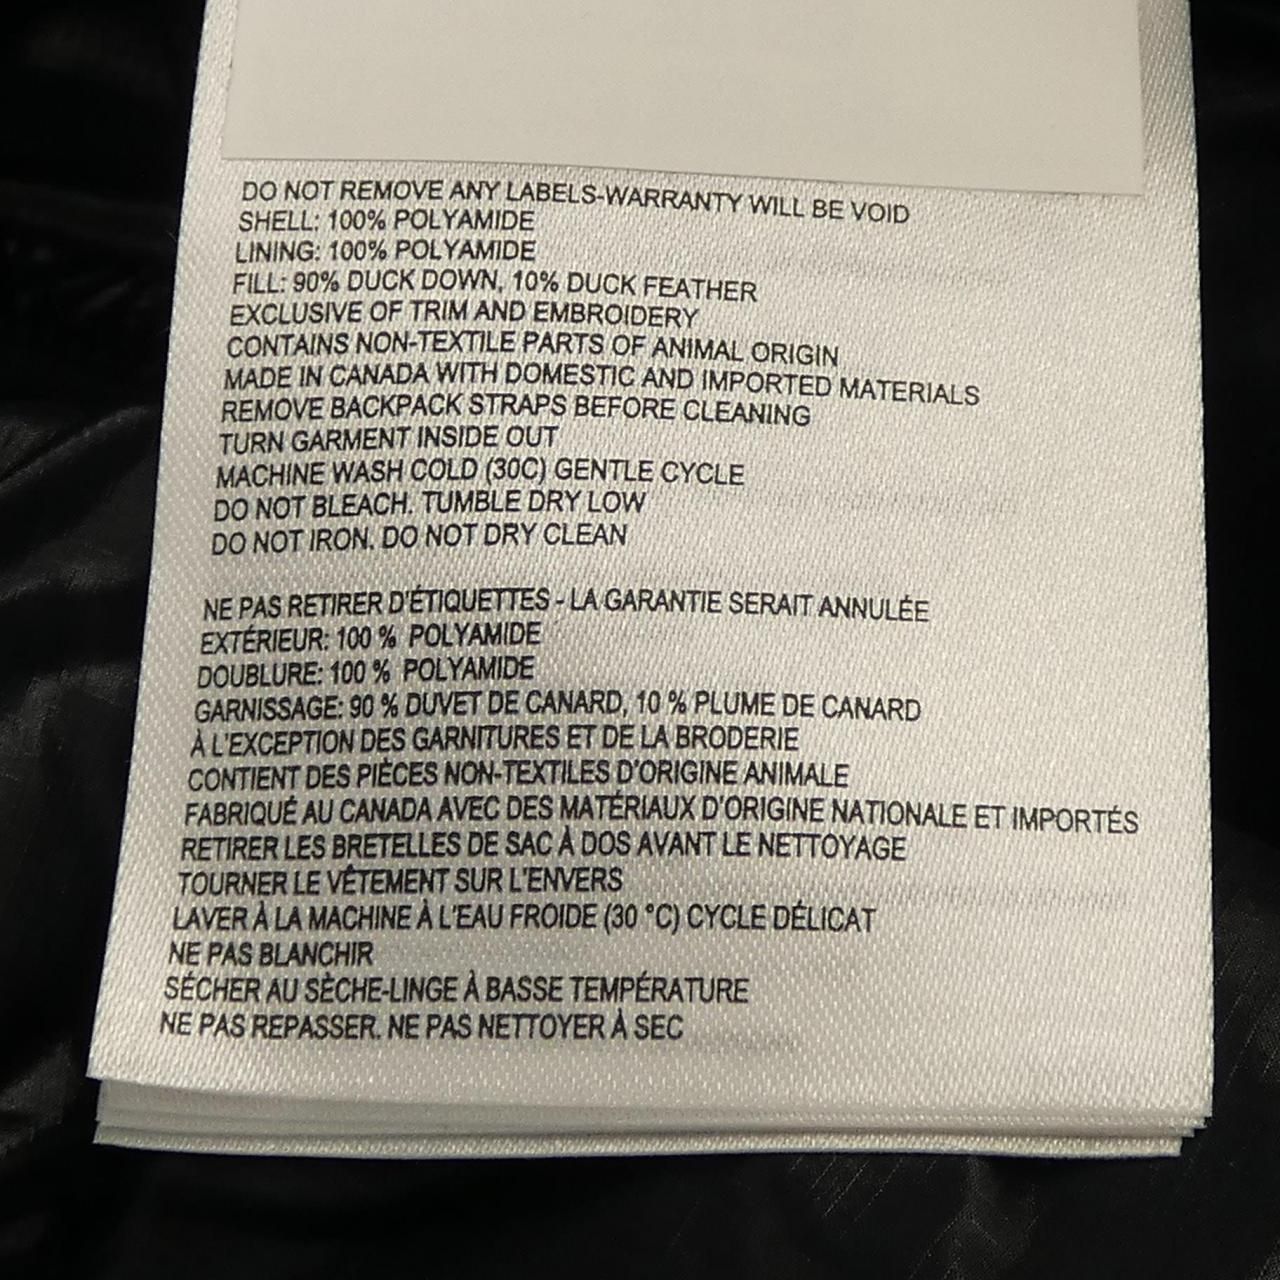 DO NOT REMOVE ANY LABELS-WARRANTY WILL BE VOID
SHELL: 100% POLYAMIDE
LINING: 100% POLYAMIDE
FILL: 90% DUCK DOWN, 10% DUCK FEATHER
EXCLUSIVE OF TRIM AND EMBROIDERY
CONTAINS NON-TEXTILE PARTS OF ANIMAL ORIGIN
MADE IN CANADA WITH DOMESTIC AND IMPORTED MATERIALS
REMOVE BACKPACK STRAPS BEFORE CLEANING
TURN GARMENT INSIDE OUT
MACHINE WASH COLD (30C) GENTLE CYCLE
DO NOT BLEACH. TUMBLE DRY LOW
DO NOT IRON. DO NOT DRY CLEAN
NE PAS RETIRER D'ÉTIQUETTES - LA GARANTIE SERAIT ANNULÉE
EXTÉRIEUR: 100 % POLYAMIDE
DOUBLURE: 100 % POLYAMIDE
GARNISSAGE: 90 % DUVET DE CANARD, 10 % PLUME DE CANARD
À L'EXCEPTION DES GARNITURES ET DE LA BRODERIE
CONTIENT DES PIÈCES NON-TEXTILES D'ORIGINE ANIMALE
FABRIQUÉ AU CANADA AVEC DES MATÉRIAUX D'ORIGINE NATIONALE ET IMPORTÉS
RETIRER LES BRETELLES DE SAC À DOS AVANT LE NETTOYAGE
TOURNER LE VÊTEMENT SUR L'ENVERS
LAVER À LA MACHINE À L'EAU FROIDE (30 °C) CYCLE DÉLICAT
NE PAS BLANCHIR
SÉCHER AU SÈCHE-LINGE À BASSE TEMPÉRATURE
NE PAS REPASSER. NE PAS NETTOYER À SEC